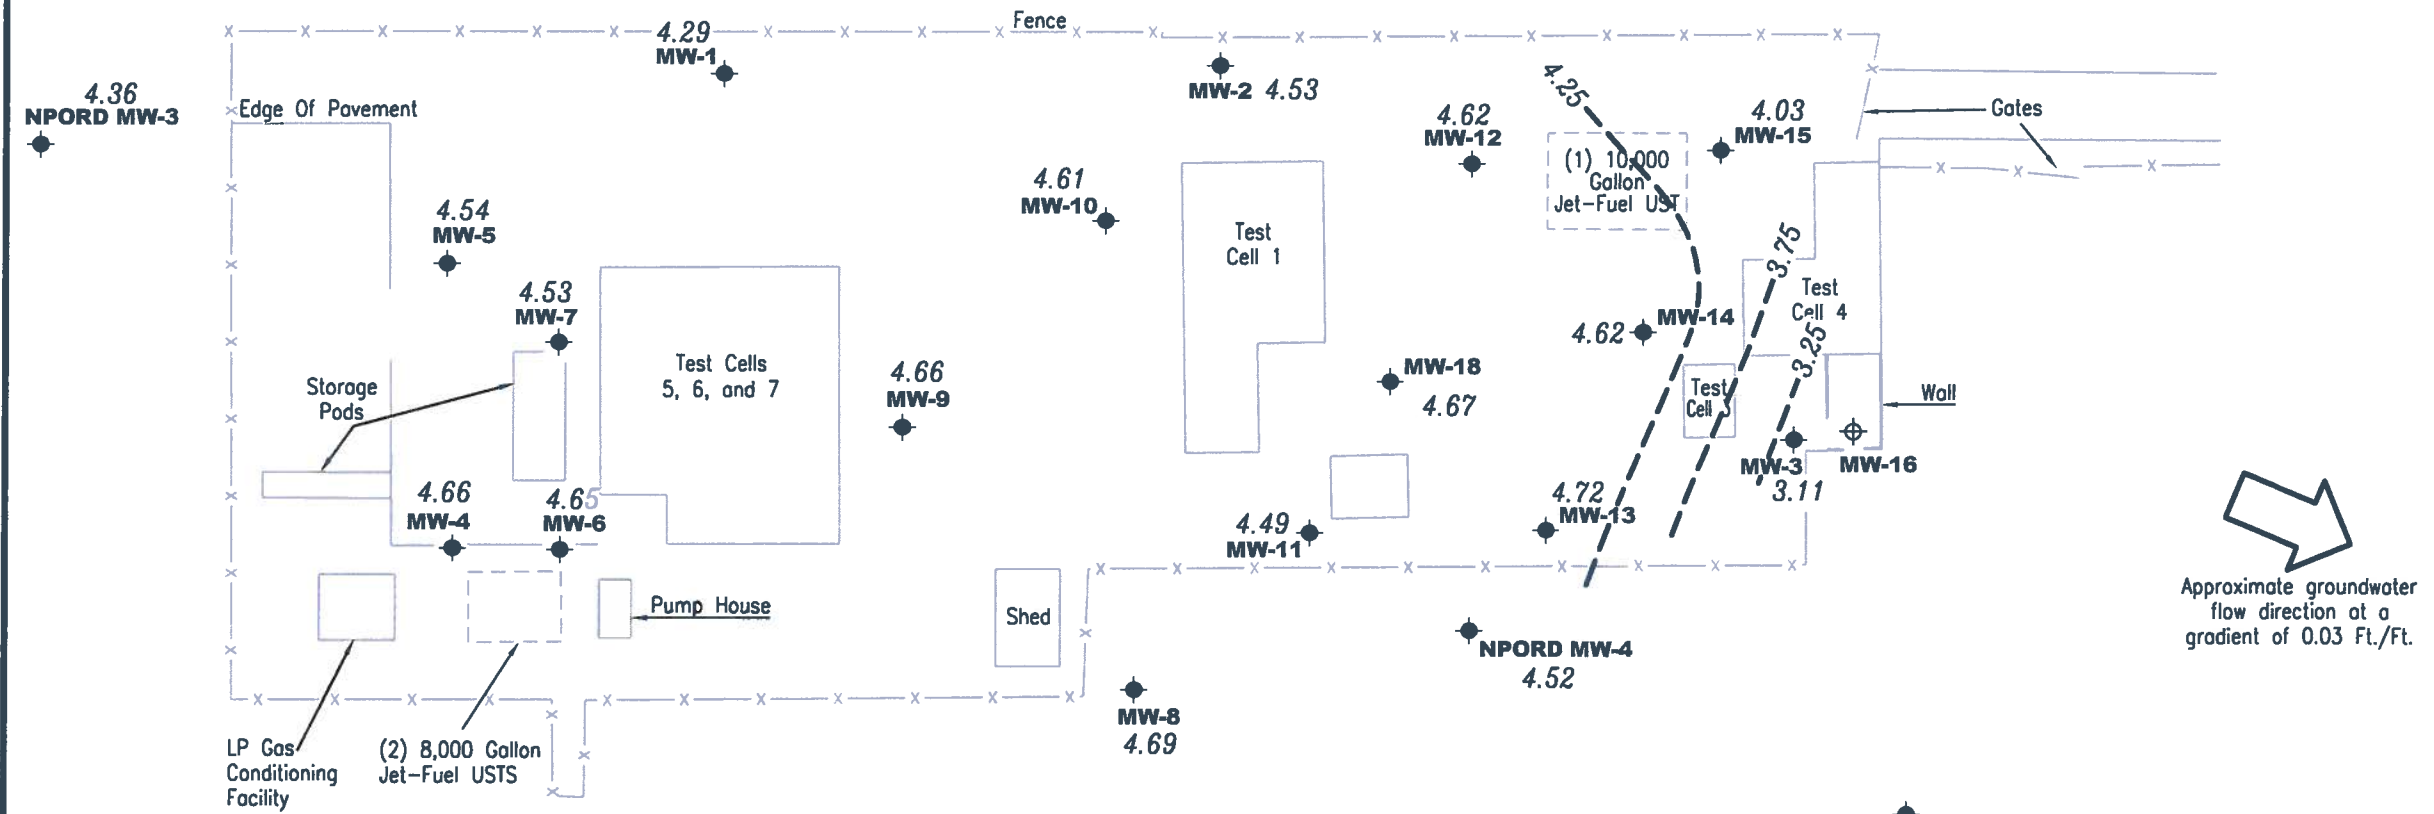 Fence
4.29
MW-1
4.36
NPORD MW-3
Edge Of Pavement
MW-2 4.53
4.25
4.62
MW-12
4.03
MW-15
Gates
(1) 10,000
Gallon
Jet-Fuel UST
4.61
MW-10
4.54
MW-5
Test
Cell 1
3.75
4.53
MW-7
Test
Cell 4
4.62
MW-14
3.25
Test Cells
5, 6, and 7
Storage
Pods
4.66
MW-9
MW-18
4.67
Test
Cell 3
Wall
4.66
MW-4
4.65
MW-6
4.49
MW-11
4.72
MW-13
MW-3
3.11
MW-16
Pump House
Shed
NPORD MW-4
4.52
MW-8
4.69
Approximate groundwater
flow direction at a
gradient of 0.03 Ft./Ft.
LP Gas
Conditioning
Facility
(2) 8,000 Gallon
Jet-Fuel USTS